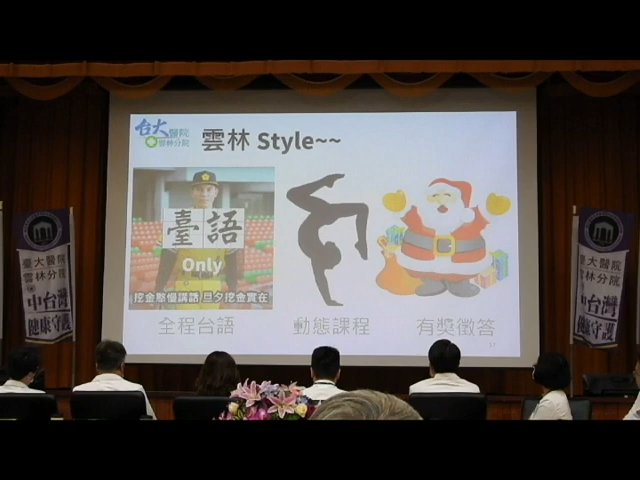 台大醫院
雲林分院
雲林 Style~~
臺語
Only
挖金憨慢講話 旦夕挖金實在
全程台語
動態課程
有獎徵答
臺大醫院
雲林分院
中台灣
健康守護
臺大醫院
雲林分院
中台灣
健康守護